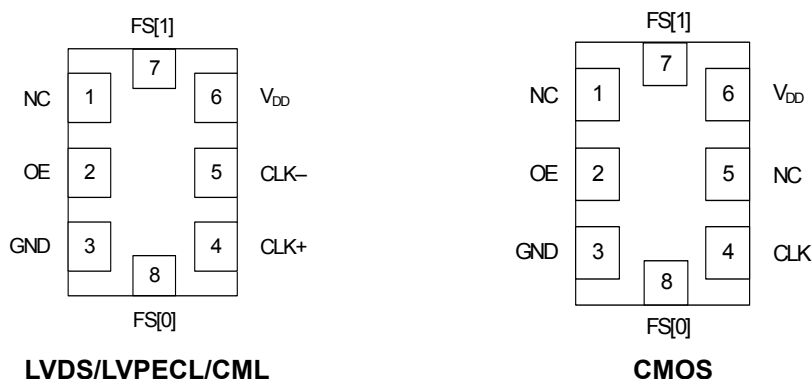 FS[1]
7
NC 1 6 VDD
OE 2 5 CLK–
GND 3 4 CLK+
8
FS[0]
LVDS/LVPECL/CML
FS[1]
7
NC 1 6 VDD
OE 2 5 NC
GND 3 4 CLK
8
FS[0]
CMOS